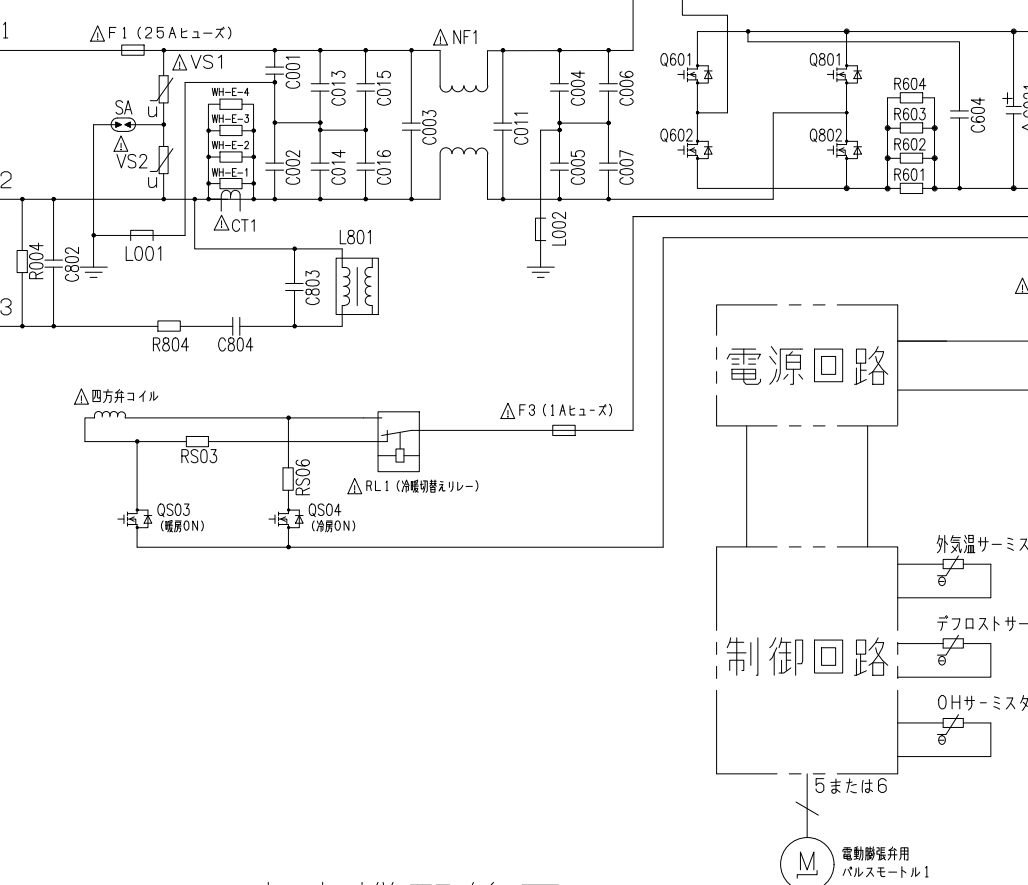 1
⚠F1(25Aヒューズ)
⚠NF1
⚠VS1
C001
C013
C015
C003
C011
C004
C006
Q601
Q801
R604
R603
R602
R601
C604
WH-E-4
WH-E-3
WH-E-2
WH-E-1
SA
⚠
VS2
u
u
C002
C014
C016
C005
C007
Q602
Q802
2
⚠CT1
L001
L002
R004
C802
L801
C803
3
R804
C804
電源回路
⚠
⚠四方弁コイル
⚠F3(1Aヒューズ)
RS03
RS06
⚠RL1(冷暖切替えリレー)
QS03
(暖房ON)
QS04
(冷房ON)
外気温サーミス
θ
デフロストサー
θ
制御回路
OHサーミスタ
θ
5または6
M
電動膨張弁用
パルスモートル1